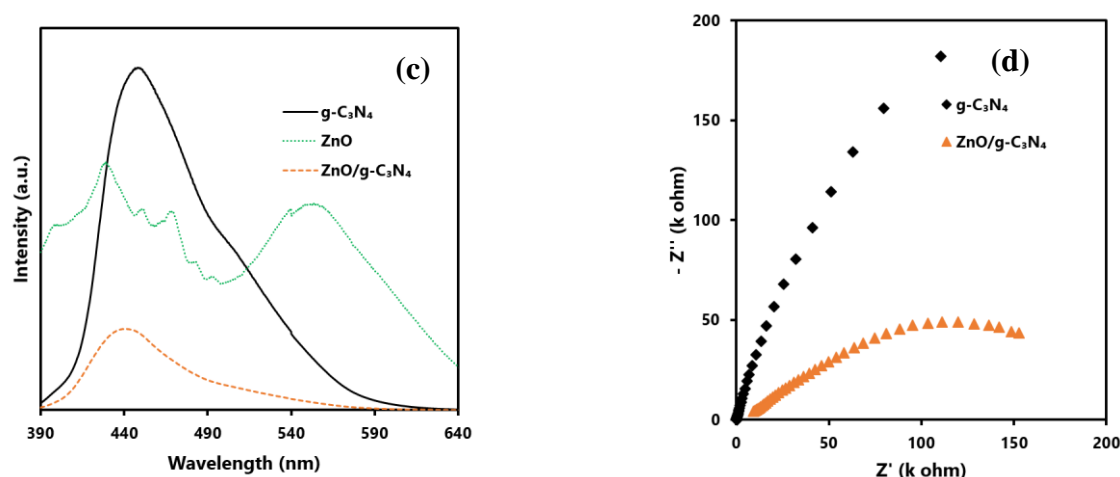 (c)
g-C₃N₄
ZnO
ZnO/g-C₃N₄
Intensity (a.u.)
390 440 490 540 590 640
Wavelength (nm)
(d)
g-C₃N₄
ZnO/g-C₃N₄
-200
-150
-100
-50
0
- Z'' (k ohm)
0 50 100 150 200
Z' (k ohm)